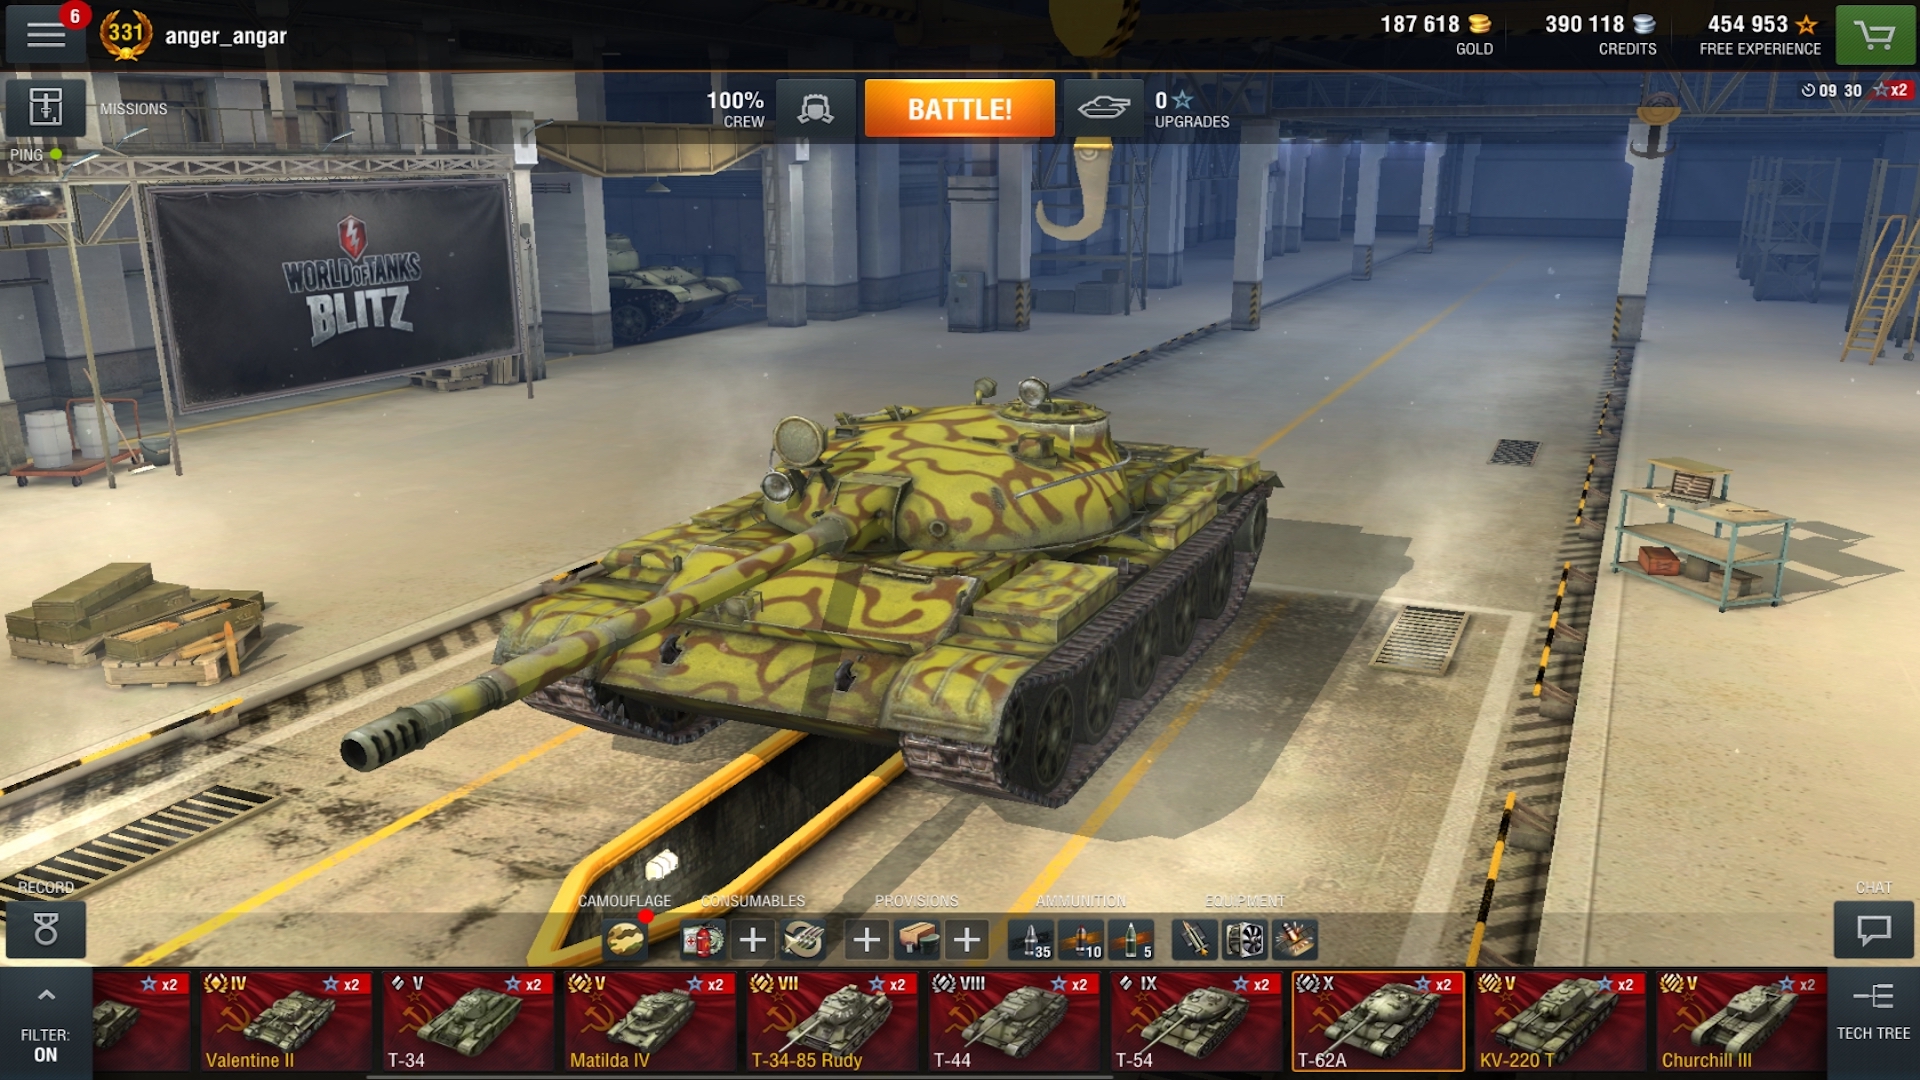 6
331
anger_angar
187 618
GOLD
390 118
CREDITS
454 953
FREE EXPERIENCE
MISSIONS
100%
CREW
BATTLE!
0
UPGRADES
09 30
x2
PING
WORLD OF TANKS
BLITZ
RECORD
CAMOUFLAGE
CONSUMABLES
PROVISIONS
AMMUNITION
EQUIPMENT
CHAT
35
10
5
FILTER:
ON
x2
IV x2
Valentine II
V x2
T-34
V x2
Matilda IV
VII x2
T-34-85 Rudy
VIII x2
T-44
IX x2
T-54
X x2
T-62A
V x2
KV-220 T
V x2
Churchill III
TECH TREE